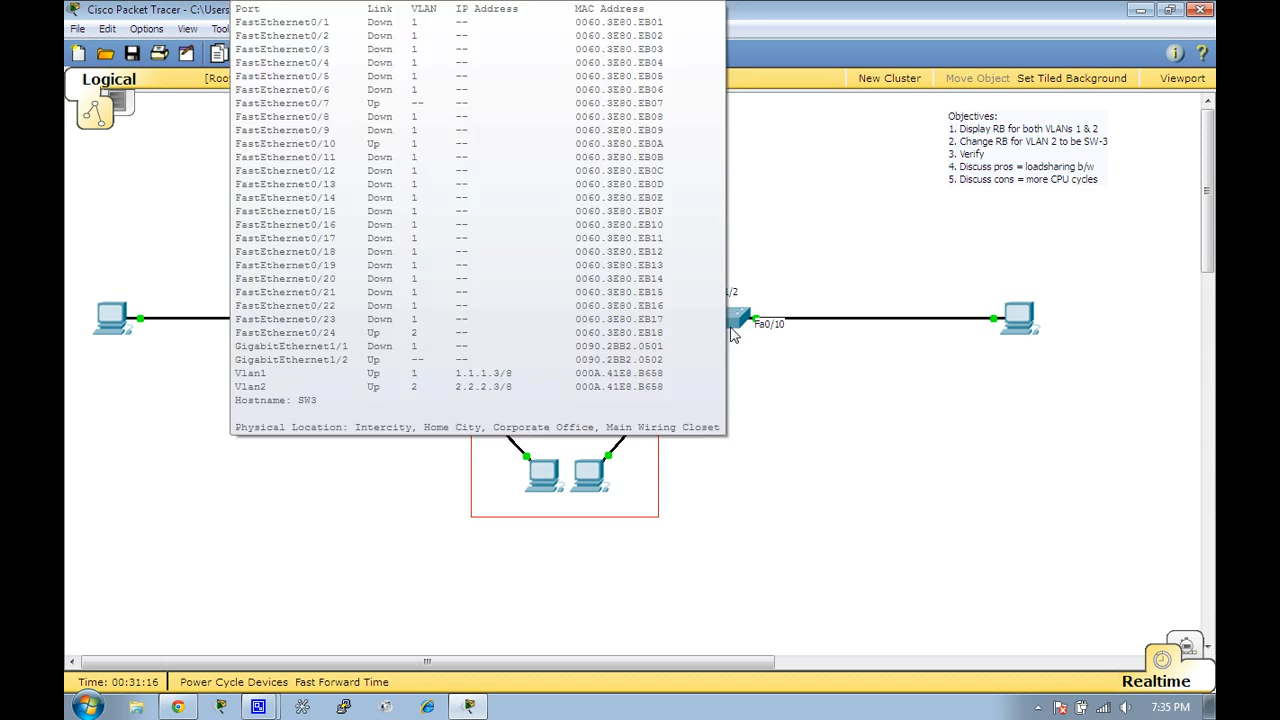 Cisco Packet Tracer - C:\Users
File Edit Options View Tool
Logical [Roo New Cluster Move Object Set Tiled Background Viewport
Port Link VLAN IP Address MAC Address
FastEthernet0/1 Down 1 -- 0060.3E80.EB01
FastEthernet0/2 Down 1 -- 0060.3E80.EB02
FastEthernet0/3 Down 1 -- 0060.3E80.EB03
FastEthernet0/4 Down 1 -- 0060.3E80.EB04
FastEthernet0/5 Down 1 -- 0060.3E80.EB05
FastEthernet0/6 Down 1 -- 0060.3E80.EB06
FastEthernet0/7 Up -- -- 0060.3E80.EB07
FastEthernet0/8 Down 1 -- 0060.3E80.EB08
FastEthernet0/9 Down 1 -- 0060.3E80.EB09
FastEthernet0/10 Up 1 -- 0060.3E80.EB0A
FastEthernet0/11 Down 1 -- 0060.3E80.EB0B
FastEthernet0/12 Down 1 -- 0060.3E80.EB0C
FastEthernet0/13 Down 1 -- 0060.3E80.EB0D
FastEthernet0/14 Down 1 -- 0060.3E80.EB0E
FastEthernet0/15 Down 1 -- 0060.3E80.EB0F
FastEthernet0/16 Down 1 -- 0060.3E80.EB10
FastEthernet0/17 Down 1 -- 0060.3E80.EB11
FastEthernet0/18 Down 1 -- 0060.3E80.EB12
FastEthernet0/19 Down 1 -- 0060.3E80.EB13
FastEthernet0/20 Down 1 -- 0060.3E80.EB14
FastEthernet0/21 Down 1 -- 0060.3E80.EB15
FastEthernet0/22 Down 1 -- 0060.3E80.EB16
FastEthernet0/23 Down 1 -- 0060.3E80.EB17
FastEthernet0/24 Up 2 -- 0060.3E80.EB18
GigabitEthernet1/1 Down 1 -- 0090.2BB2.0501
GigabitEthernet1/2 Up -- -- 0090.2BB2.0502
Vlan1 Up 1 1.1.1.3/8 000A.41E8.B658
Vlan2 Up 2 2.2.2.3/8 000A.41E8.B658
Hostname: SW3
Physical Location: Intercity, Home City, Corporate Office, Main Wiring Closet
Objectives:
1. Display RB for both VLANs 1 & 2
2. Change RB for VLAN 2 to be SW-3
3. Verify
4. Discuss pros = loadsharing b/w
5. Discuss cons = more CPU cycles
1/2
Fa0/10
Time: 00:31:16 Power Cycle Devices Fast Forward Time
Realtime
7:35 PM